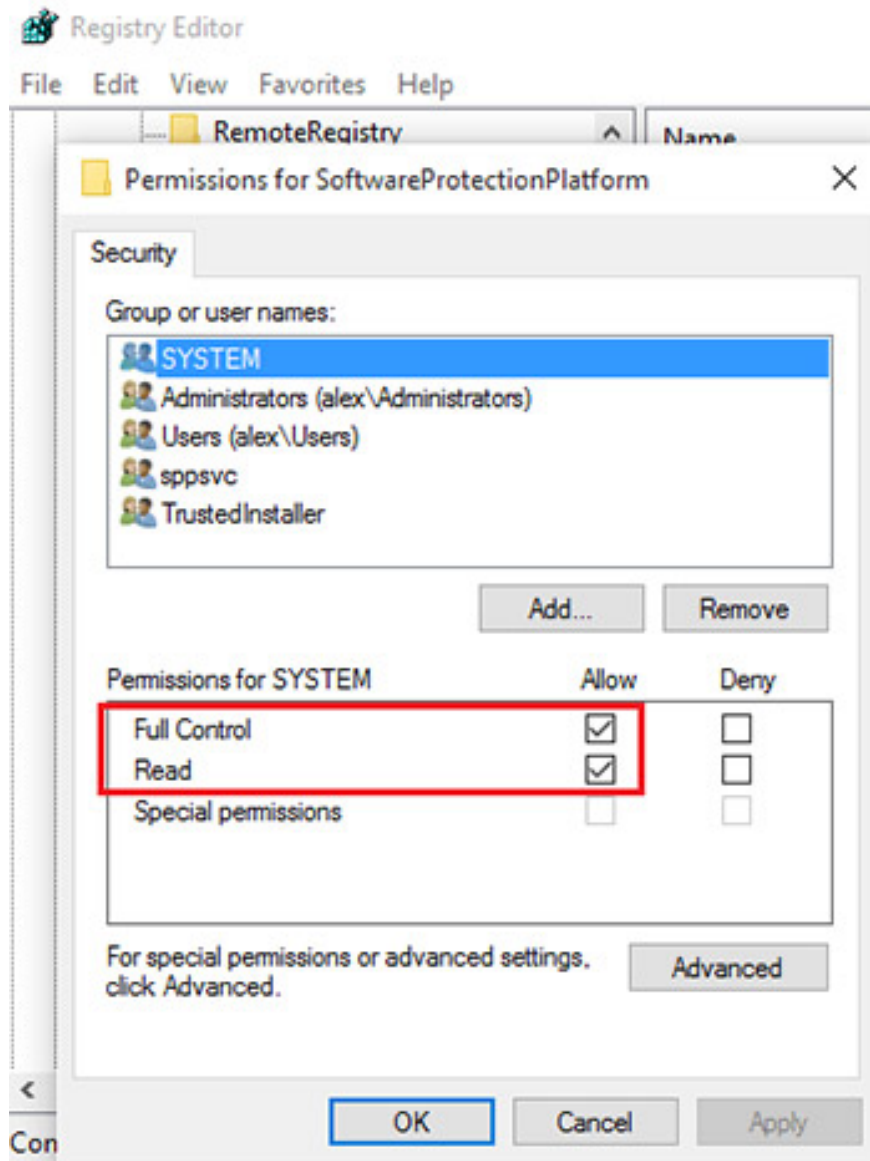 Registry Editor
File Edit View Favorites Help
RemoteRegistry
Name
Permissions for SoftwareProtectionPlatform
Security
Group or user names:
SYSTEM
Administrators (alex\Administrators)
Users (alex\Users)
sppsvc
TrustedInstaller
Add... Remove
Permissions for SYSTEM Allow Deny
Full Control
Read
Special permissions
For special permissions or advanced settings, Advanced
click Advanced.
OK Cancel Apply
Con